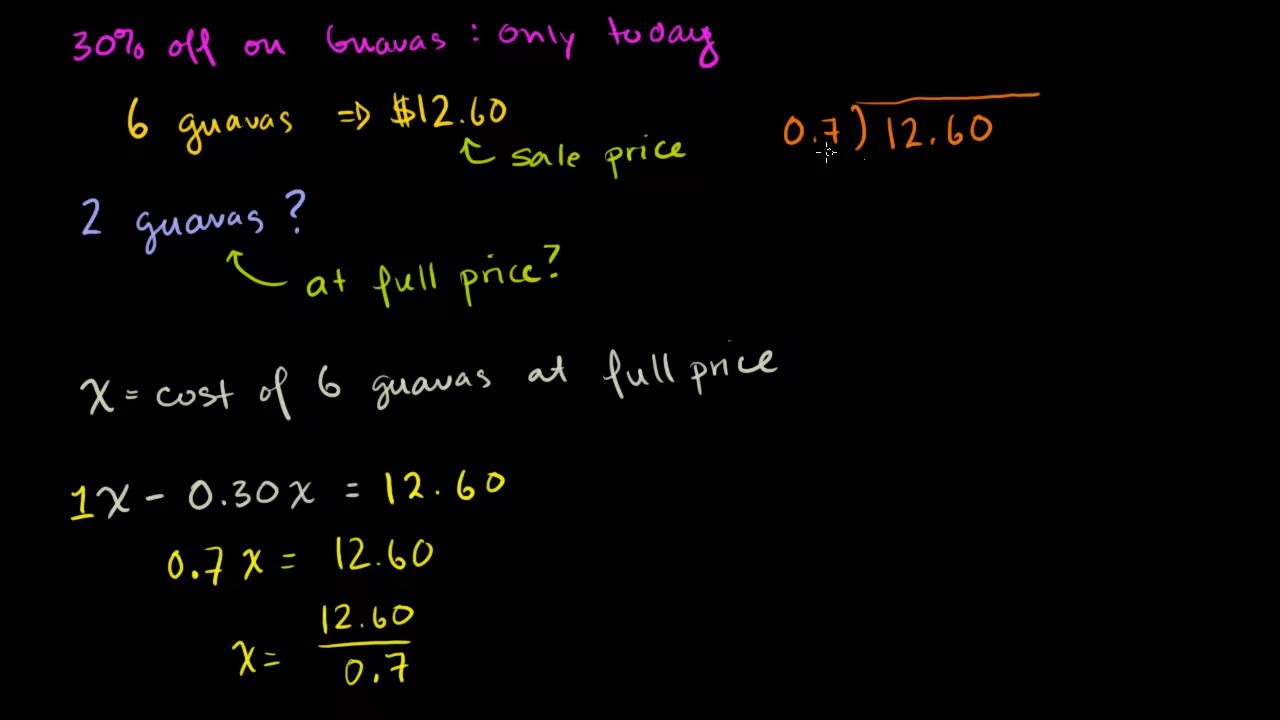 30% off on Guavas : only today
6 guavas ⇒ $12.60
sale price
0.7)12.60
2 guavas ?
at full price?
x = cost of 6 guavas at full price
1x - 0.30x = 12.60
0.7x = 12.60
x = 12.60/0.7